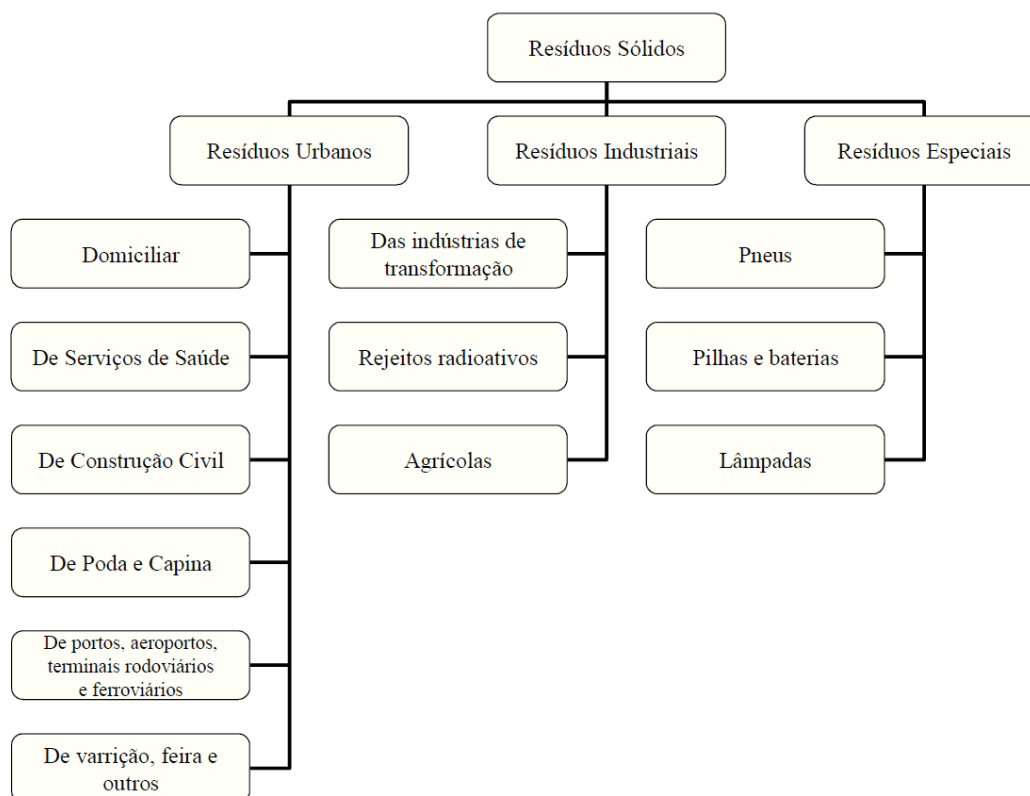 Resíduos Sólidos
Resíduos Urbanos
Resíduos Industriais
Resíduos Especiais
Domiciliar
De Serviços de Saúde
De Construção Civil
De Poda e Capina
De portos, aeroportos,
terminais rodoviários
e ferroviários
De varrição, feira e
outros
Das indústrias de
transformação
Rejeitos radioativos
Agrícolas
Pneus
Pilhas e baterias
Lâmpadas